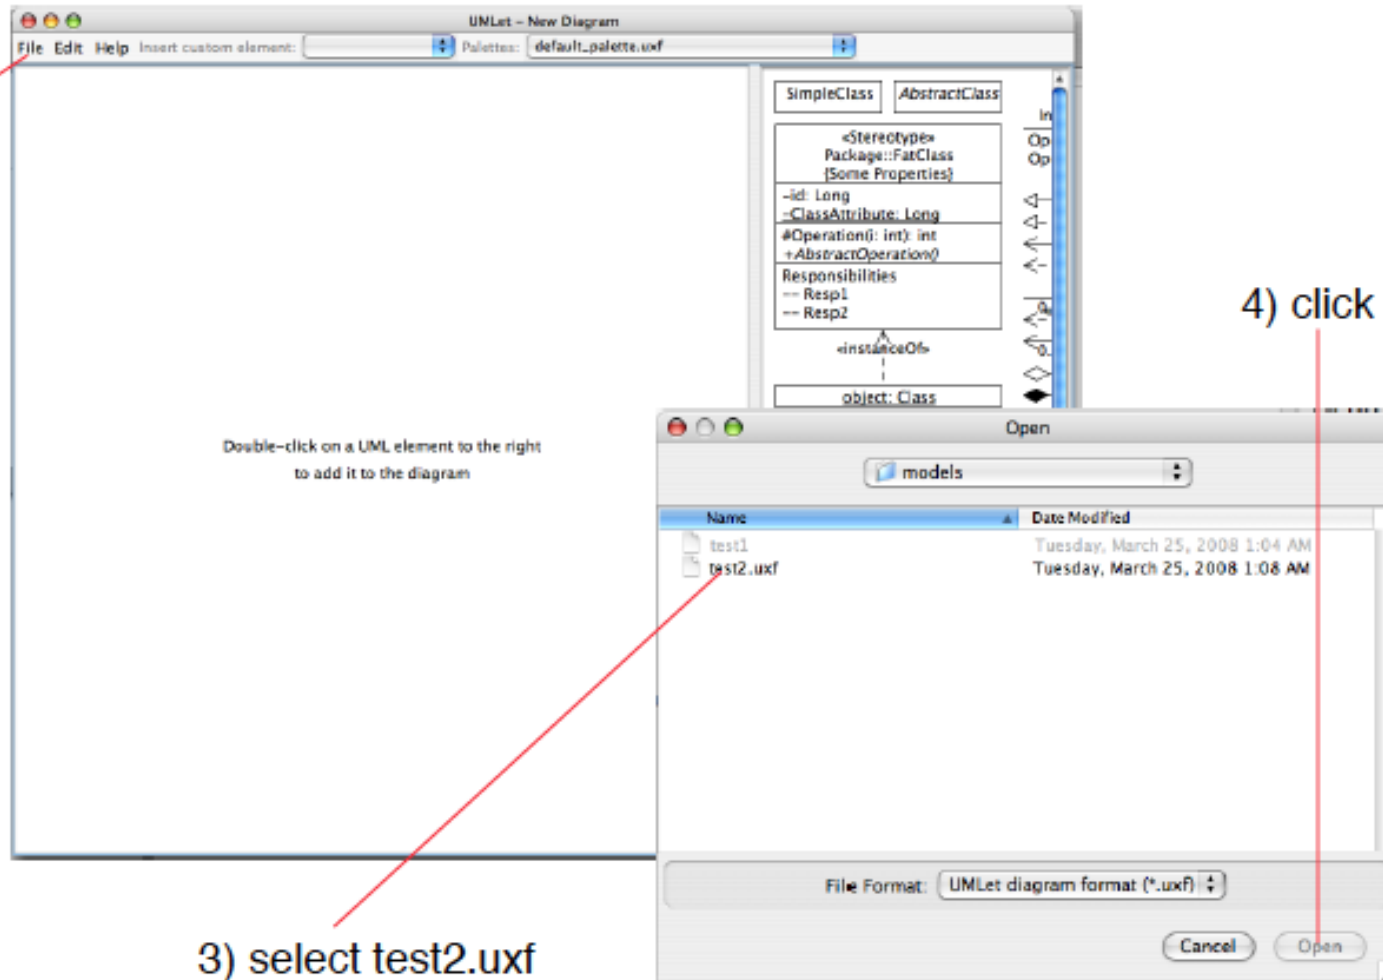 UMLet – New Diagram
File Edit Help Insert custom element: Palettes: default_palette.uxf
SimpleClass AbstractClass
In
«Stereotype»
Package::FatClass
{Some Properties}
Op
Op
-id: Long
-ClassAttribute: Long
#Operation(i: int): int
+AbstractOperation()
Responsibilities
-- Resp1
-- Resp2
«instanceOf»
object: Class
4) click
Double-click on a UML element to the right
to add it to the diagram
Open
models
Name Date Modified
test1 Tuesday, March 25, 2008 1:04 AM
test2.uxf Tuesday, March 25, 2008 1:08 AM
File Format: UMLet diagram format (*.uxf)
Cancel Open
3) select test2.uxf